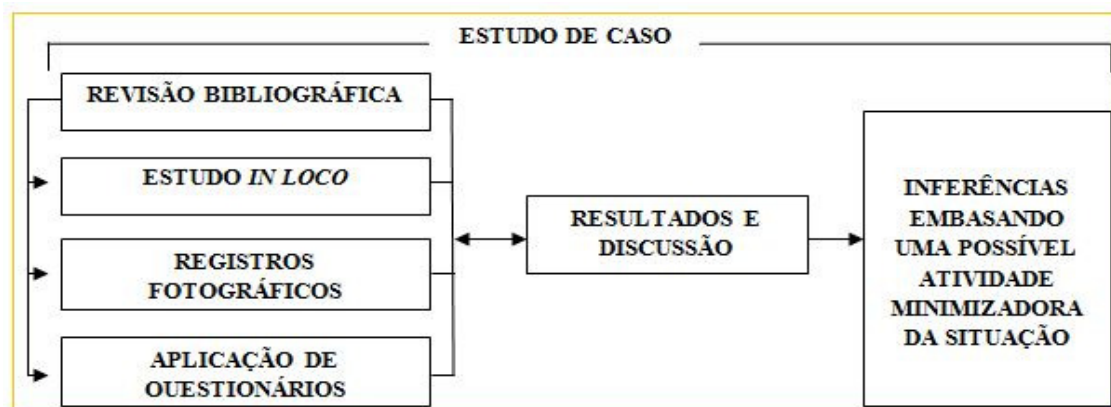 ESTUDO DE CASO
REVISÃO BIBLIOGRÁFICA
ESTUDO IN LOCO
REGISTROS
FOTOGRÁFICOS
APLICAÇÃO DE
QUESTIONÁRIOS
RESULTADOS E
DISCUSSÃO
INFERÊNCIAS
EMBASANDO
UMA POSSÍVEL
ATIVIDADE
MINIMIZADORA
DA SITUAÇÃO